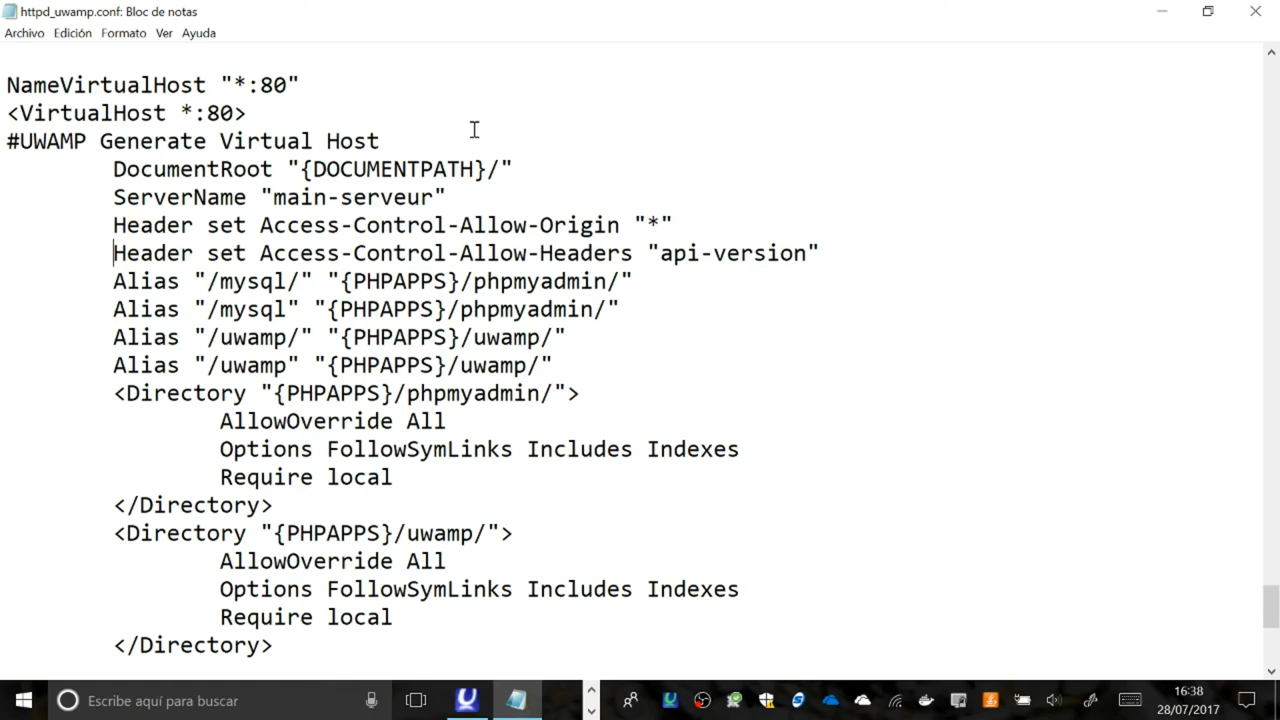 httpd_uwamp.conf: Bloc de notas
Archivo Edición Formato Ver Ayuda
NameVirtualHost "*:80"
<VirtualHost *:80>
#UWAMP Generate Virtual Host
DocumentRoot "{DOCUMENTPATH}/"
ServerName "main-serveur"
Header set Access-Control-Allow-Origin "*"
Header set Access-Control-Allow-Headers "api-version"
Alias "/mysql/" "{PHPAPPS}/phpmyadmin/"
Alias "/mysql" "{PHPAPPS}/phpmyadmin/"
Alias "/uwamp/" "{PHPAPPS}/uwamp/"
Alias "/uwamp" "{PHPAPPS}/uwamp/"
<Directory "{PHPAPPS}/phpmyadmin/">
AllowOverride All
Options FollowSymLinks Includes Indexes
Require local
</Directory>
<Directory "{PHPAPPS}/uwamp/">
AllowOverride All
Options FollowSymLinks Includes Indexes
Require local
</Directory>
Escribe aquí para buscar
16:38
28/07/2017